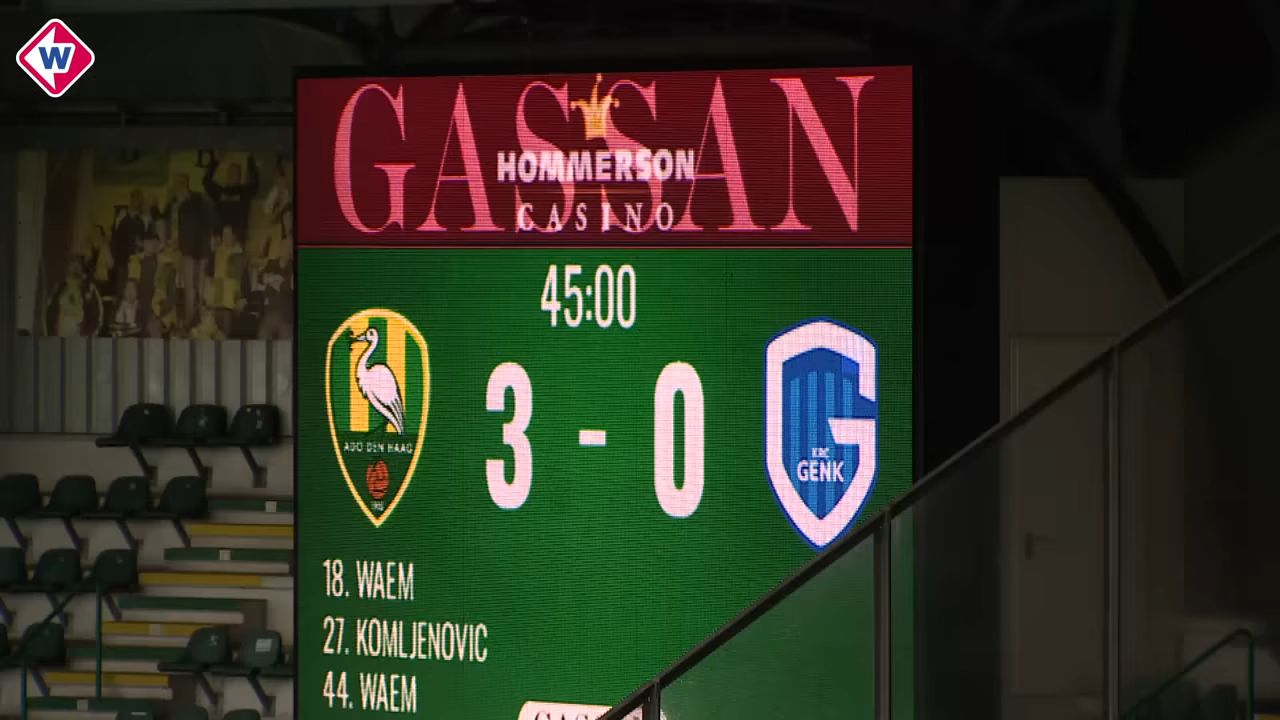 W
GASSAN
HOMMERSON
CASINO
45:00
3 - 0
ADO DEN HAAG
KRC
GENK
18. WAEM
27. KOMLJENOVIC
44. WAEM